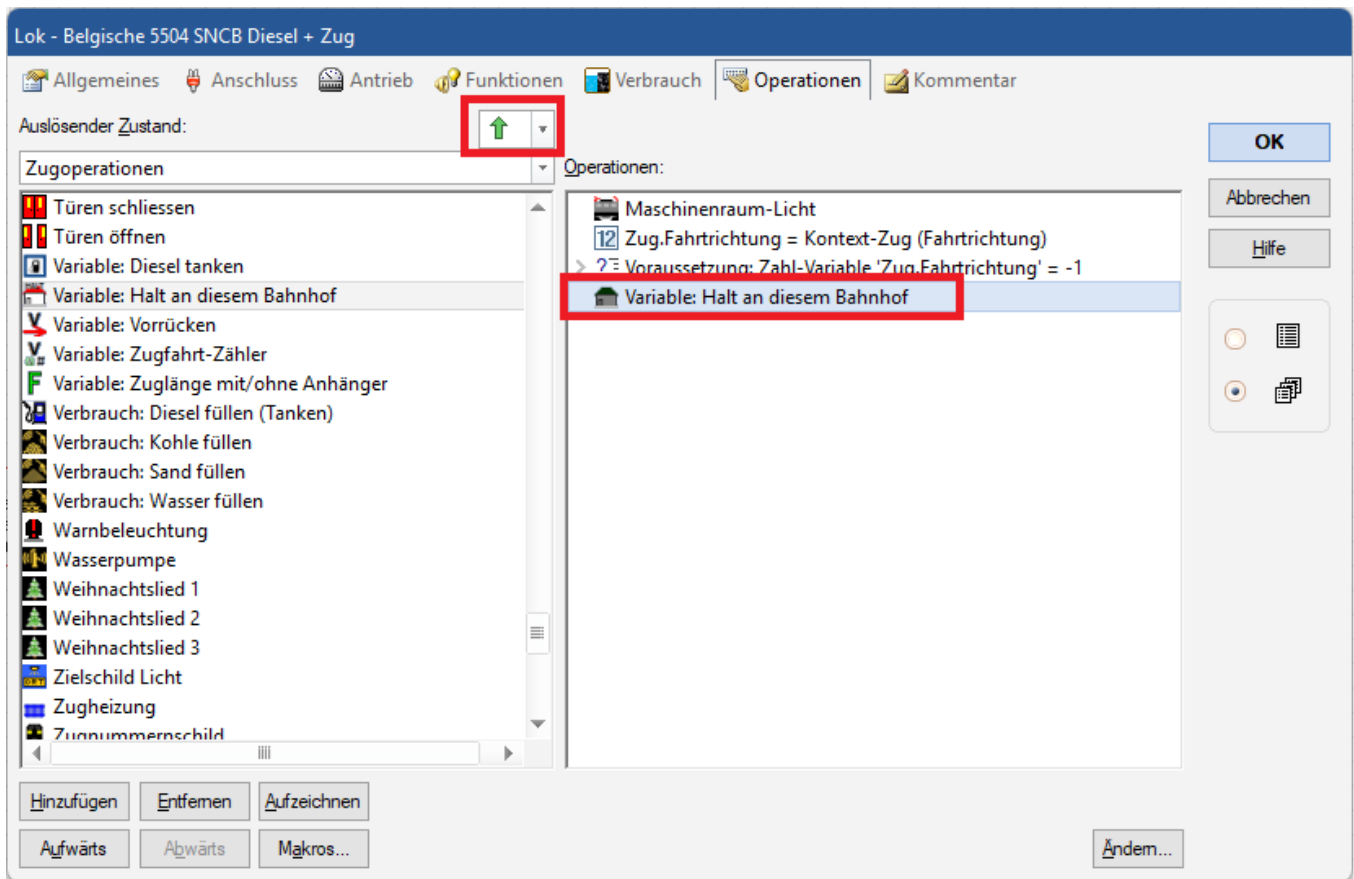 Lok - Belgische 5504 SNCB Diesel + Zug
Allgemeines Anschluss Antrieb Funktionen Verbrauch Operationen Kommentar
Auslösender Zustand:
Zugoperationen
Türen schliessen
Türen öffnen
Variable: Diesel tanken
Variable: Halt an diesem Bahnhof
Variable: Vorrücken
Variable: Zugfahrt-Zähler
Variable: Zuglänge mit/ohne Anhänger
Verbrauch: Diesel füllen (Tanken)
Verbrauch: Kohle füllen
Verbrauch: Sand füllen
Verbrauch: Wasser füllen
Warnbeleuchtung
Wasserpumpe
Weihnachtslied 1
Weihnachtslied 2
Weihnachtslied 3
Zielschild Licht
Zugheizung
Zugnummernschild
Operationen:
Maschinenraum-Licht
12 Zug.Fahrtrichtung = Kontext-Zug (Fahrtrichtung)
Voraussetzung: Zahl-Variable 'Zug.Fahrtrichtung' = -1
Variable: Halt an diesem Bahnhof
OK
Abbrechen
Hilfe
Hinzufügen Entfernen Aufzeichnen
Aufwärts Abwärts Makros...
Ändern...